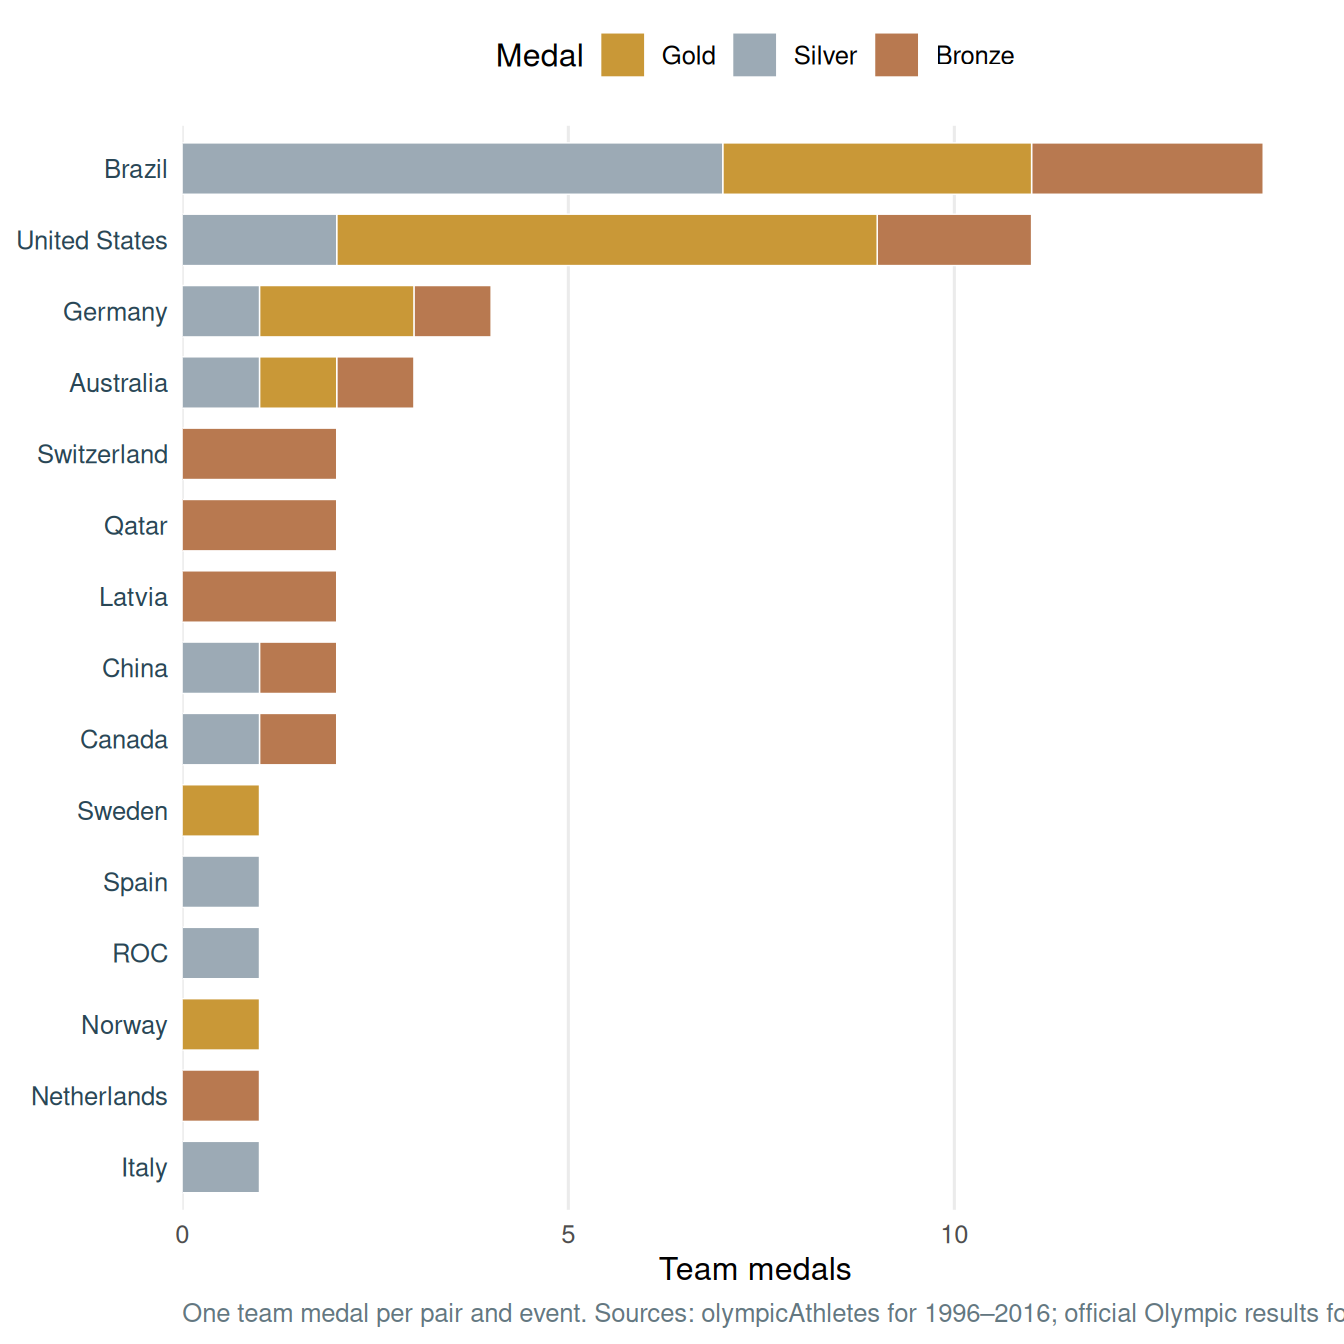 Medal Gold Silver Bronze
Brazil
United States
Germany
Australia
Switzerland
Qatar
Latvia
China
Canada
Sweden
Spain
ROC
Norway
Netherlands
Italy
0 5 10
Team medals
One team medal per pair and event. Sources: olympicAthletes for 1996–2016; official Olympic results